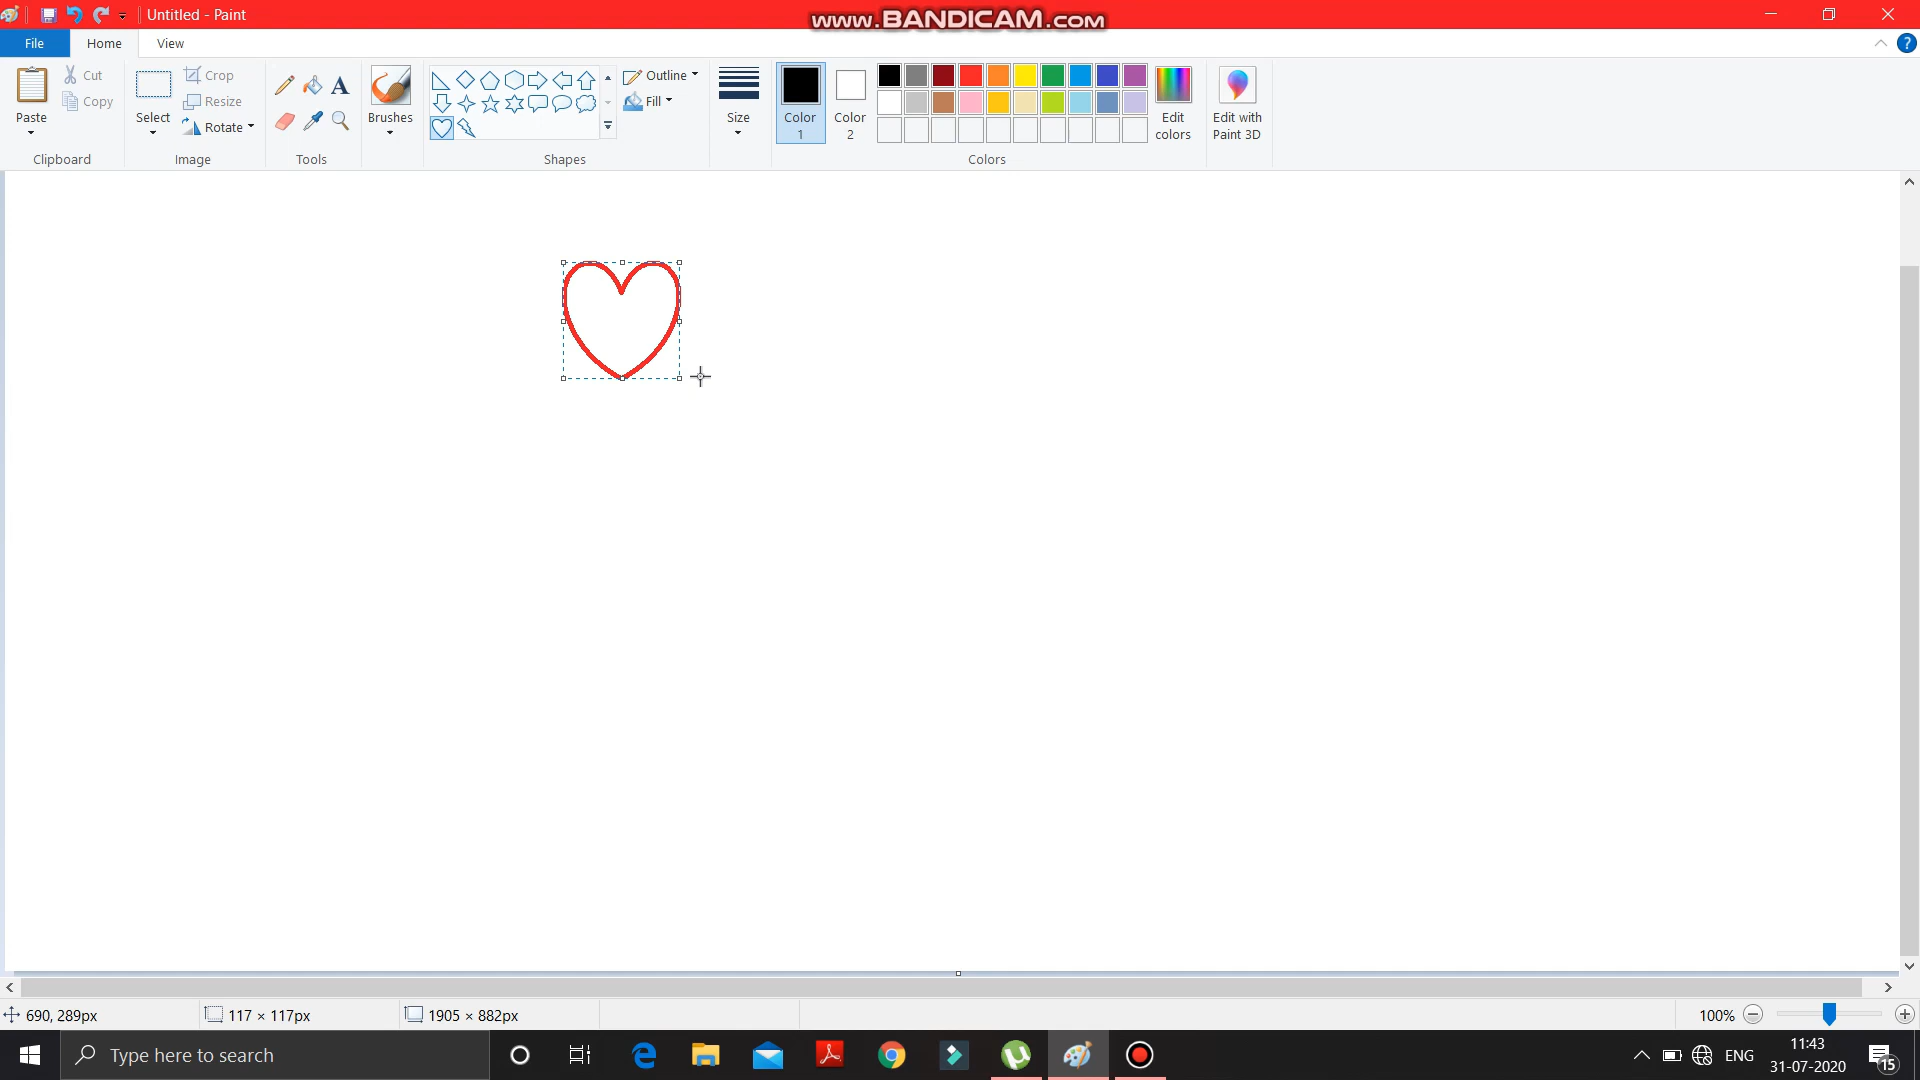 Untitled - Paint
www.BANDICAM.com
File
Home
View
?
Paste
Cut
Copy
Clipboard
Select
Crop
Resize
Rotate
Image
A
Tools
Brushes
Outline
Fill
Shapes
Size
Color
1
Color
2
Edit
colors
Colors
Edit with
Paint 3D
690, 289px
117 × 117px
1905 × 882px
100%
Type here to search
ENG
11:43
31-07-2020
15